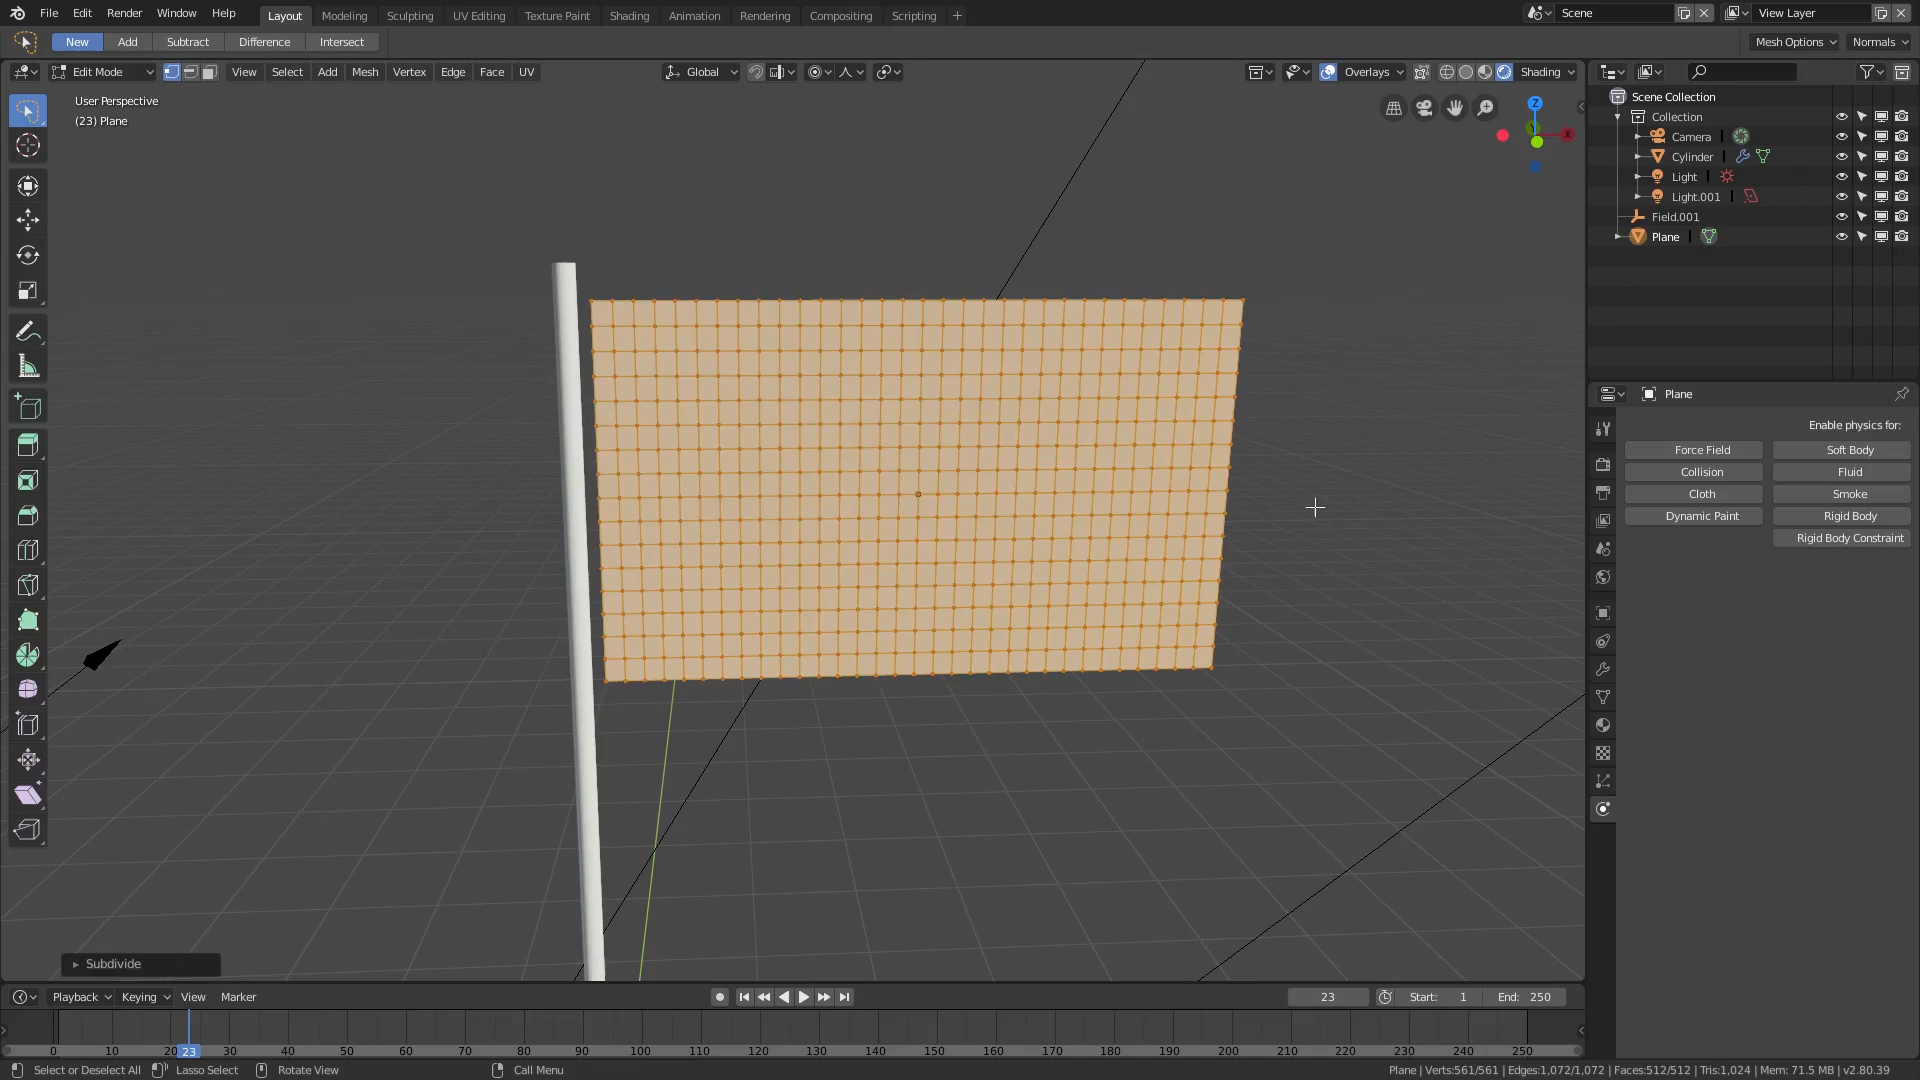 File Edit Render Window Help Layout Modeling Sculpting UV Editing Texture Paint Shading Animation Rendering Compositing Scripting + Scene View Layer
New Add Subtract Difference Intersect Mesh Options Normals
Edit Mode View Select Add Mesh Vertex Edge Face UV Global Overlays Shading
User Perspective
(23) Plane
Z
X
Scene Collection
Collection
Camera
Cylinder
Light
Light.001
Field.001
Plane
Plane
Enable physics for:
Force Field Soft Body
Collision Fluid
Cloth Smoke
Dynamic Paint Rigid Body
Rigid Body Constraint
Subdivide
Playback Keying View Marker 23 Start: 1 End: 250
0 10 20 23 30 40 50 60 70 80 90 100 110 120 130 140 150 160 170 180 190 200 210 220 230 240 250
Select or Deselect All Lasso Select Rotate View Call Menu Plane | Verts:561/561 | Edges:1,072/1,072 | Faces:512/512 | Tris:1,024 | Mem: 71.5 MB | v2.80.39